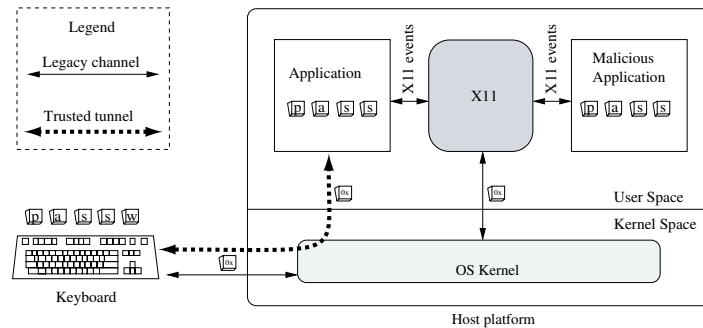 Legend
Legacy channel
Trusted tunnel
Application
p a s s
X11 events
X11
X11 events
Malicious
Application
p a s s
0x
0x
User Space
Kernel Space
p a s s w
0x
OS Kernel
Keyboard
Host platform